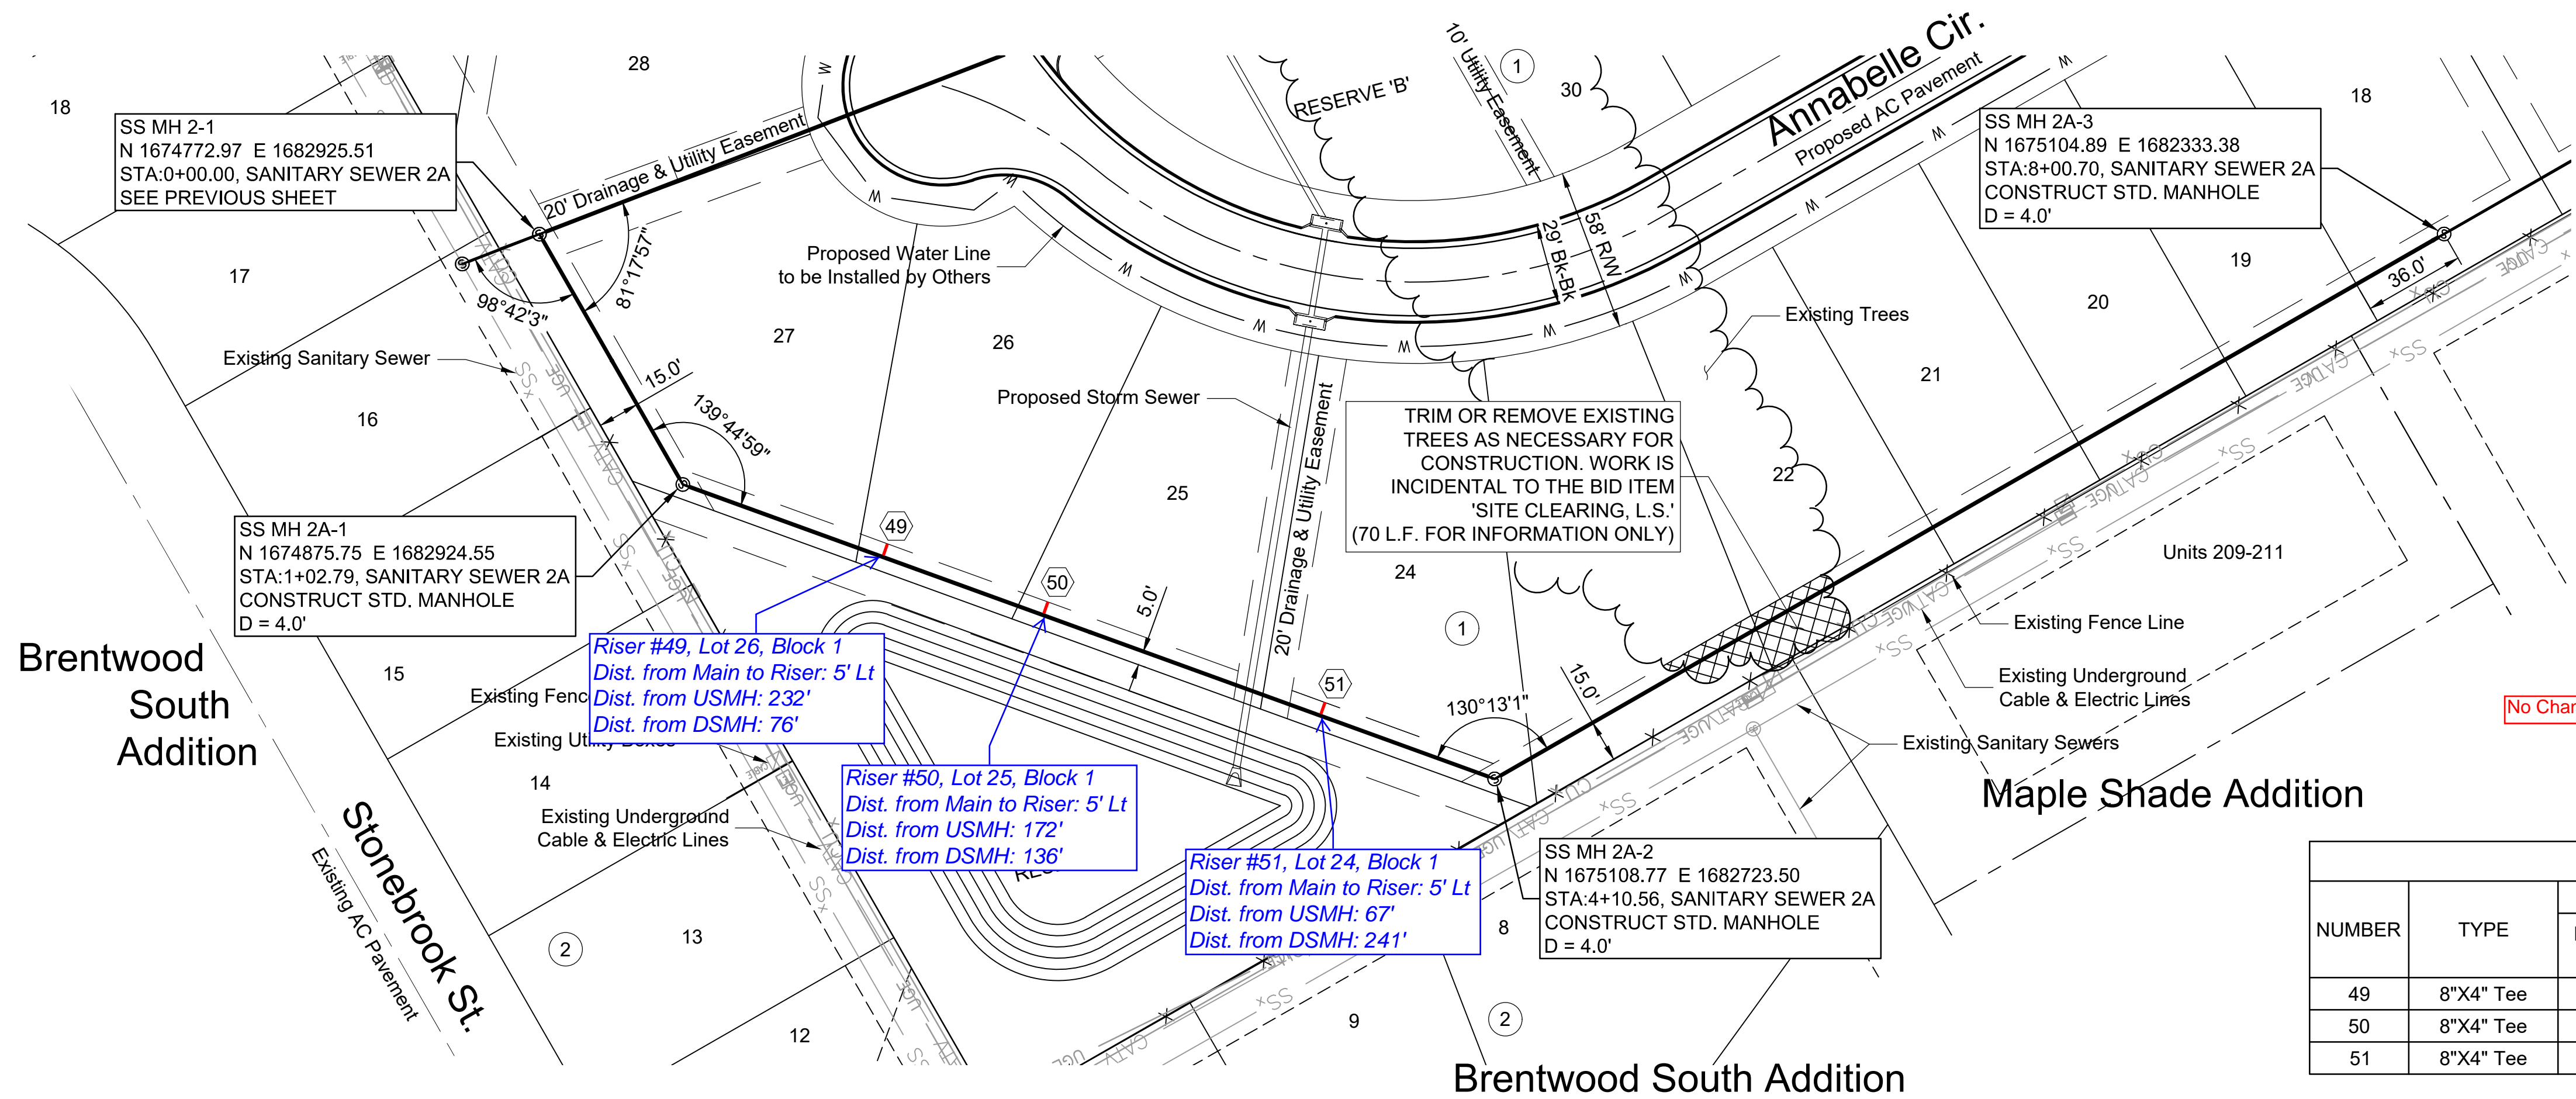 28
18
SS MH 2-1
N 1674772.97 E 1682925.51
STA:0+00.00, SANITARY SEWER 2A
SEE PREVIOUS SHEET
20' Drainage & Utility Easement
W
10' Utility Easement
1
RESERVE 'B'
30
Annabelle Cir.
Proposed AC Pavement
W
W
18
SS MH 2A-3
N 1675104.89 E 1682333.38
STA:8+00.70, SANITARY SEWER 2A
CONSTRUCT STD. MANHOLE
D = 4.0'
17
98°42'3"
81°17'57"
Proposed Water Line
to be Installed by Others
W
W
W
W
W
W
W
W
29' Bk-Bk
58' R/W
Existing Trees
19
20
21
36.0'
Existing Sanitary Sewer
16
15.0'
139°44'59"
27
26
25
Proposed Storm Sewer
20' Drainage & Utility Easement
TRIM OR REMOVE EXISTING
TREES AS NECESSARY FOR
CONSTRUCTION. WORK IS
INCIDENTAL TO THE BID ITEM
'SITE CLEARING, L.S.'
(70 L.F. FOR INFORMATION ONLY)
22
24
1
SS MH 2A-1
N 1674875.75 E 1682924.55
STA:1+02.79, SANITARY SEWER 2A
CONSTRUCT STD. MANHOLE
D = 4.0'
49
50
51
5.0'
15.0'
130°13'1"
Units 209-211
Existing Fence Line
Existing Underground
Cable & Electric Lines
Existing Sanitary Sewers
Maple Shade Addition
Brentwood
South
Addition
15
14
13
12
2
Riser #49, Lot 26, Block 1
Dist. from Main to Riser: 5' Lt
Dist. from USMH: 232'
Dist. from DSMH: 76'
Existing Underground
Cable & Electric Lines
Stonebrook St.
Existing AC Pavement
Riser #50, Lot 25, Block 1
Dist. from Main to Riser: 5' Lt
Dist. from USMH: 172'
Dist. from DSMH: 136'
Riser #51, Lot 24, Block 1
Dist. from Main to Riser: 5' Lt
Dist. from USMH: 67'
Dist. from DSMH: 241'
SS MH 2A-2
N 1675108.77 E 1682723.50
STA:4+10.56, SANITARY SEWER 2A
CONSTRUCT STD. MANHOLE
D = 4.0'
8
9
2
Brentwood South Addition
No
NUMBER TYPE
49 8"X4" Tee
50 8"X4" Tee
51 8"X4" Tee